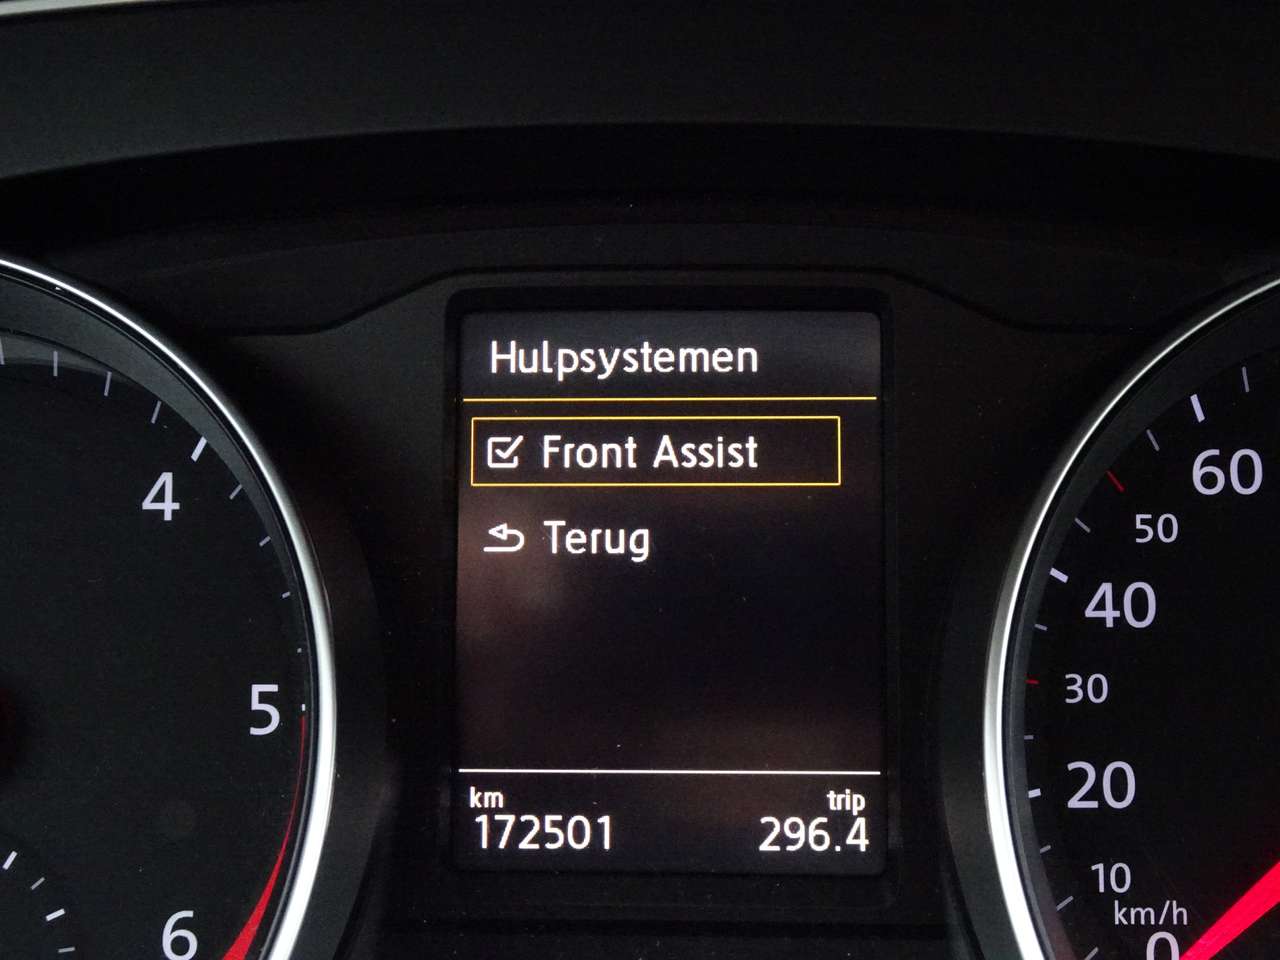 Hulpsystemen
Front Assist
Terug
km
trip
172501
296.4
4
5
6
60
50
40
30
20
10
km/h
0